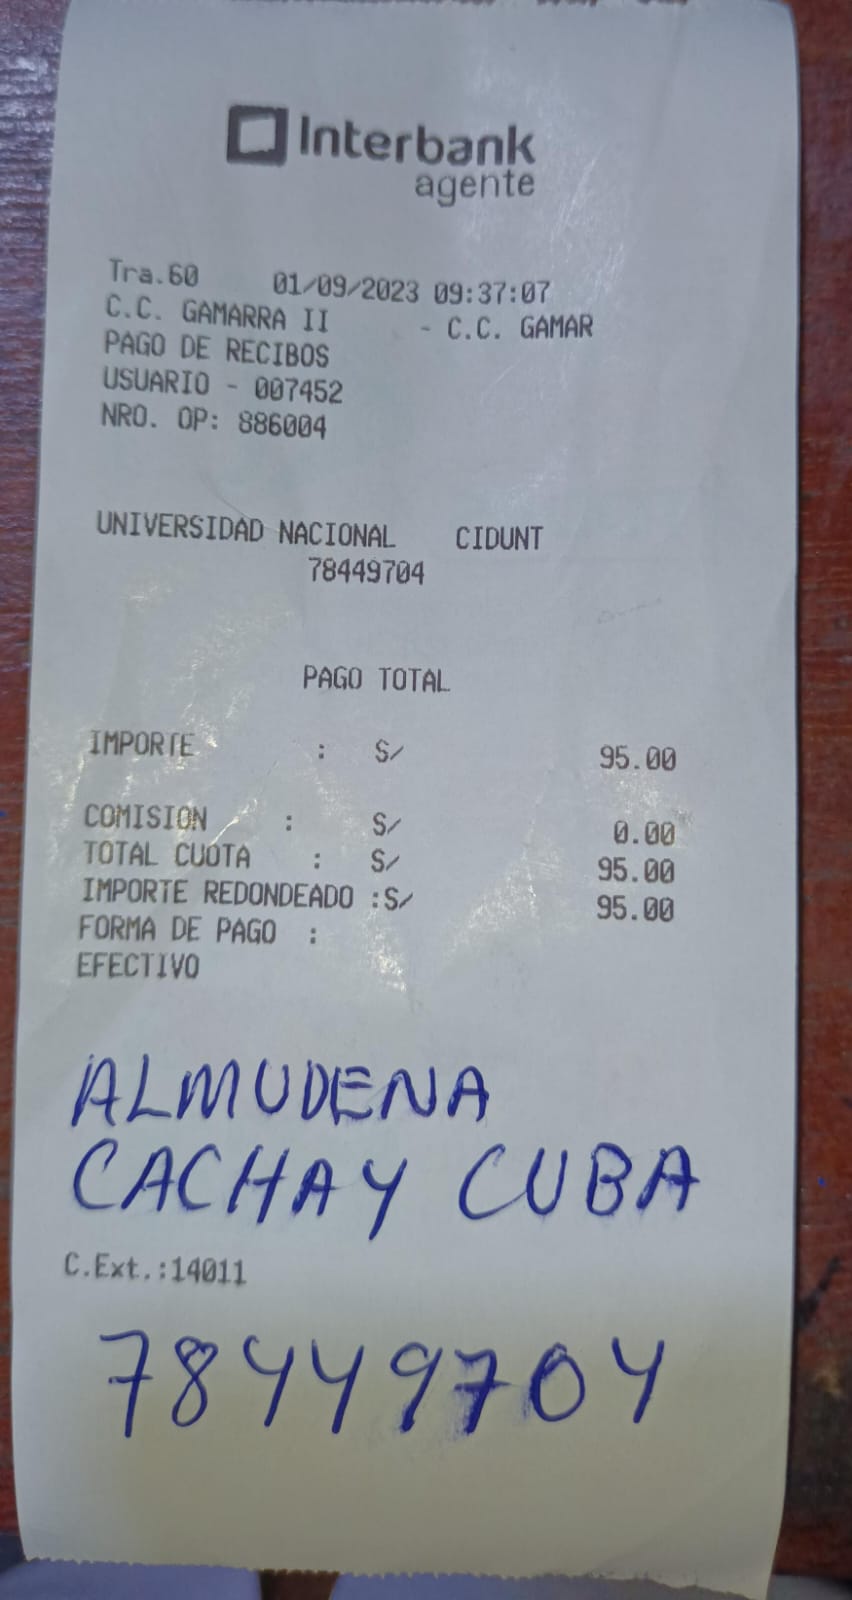 Interbank
agente
Tra.60 01/09/2023 09:37:07
C.C. GAMARRA II - C.C. GAMAR
PAGO DE RECIBOS
USUARIO - 007452
NRO. OP: 886004
UNIVERSIDAD NACIONAL CIDUNT
78449704
PAGO TOTAL
IMPORTE : S/ 95.00
COMISION : S/ 0.00
TOTAL CUOTA : S/ 95.00
IMPORTE REDONDEADO :S/ 95.00
FORMA DE PAGO :
EFECTIVO
ALMUDENA
CACHAY CUBA
C.Ext.:14011
78449704